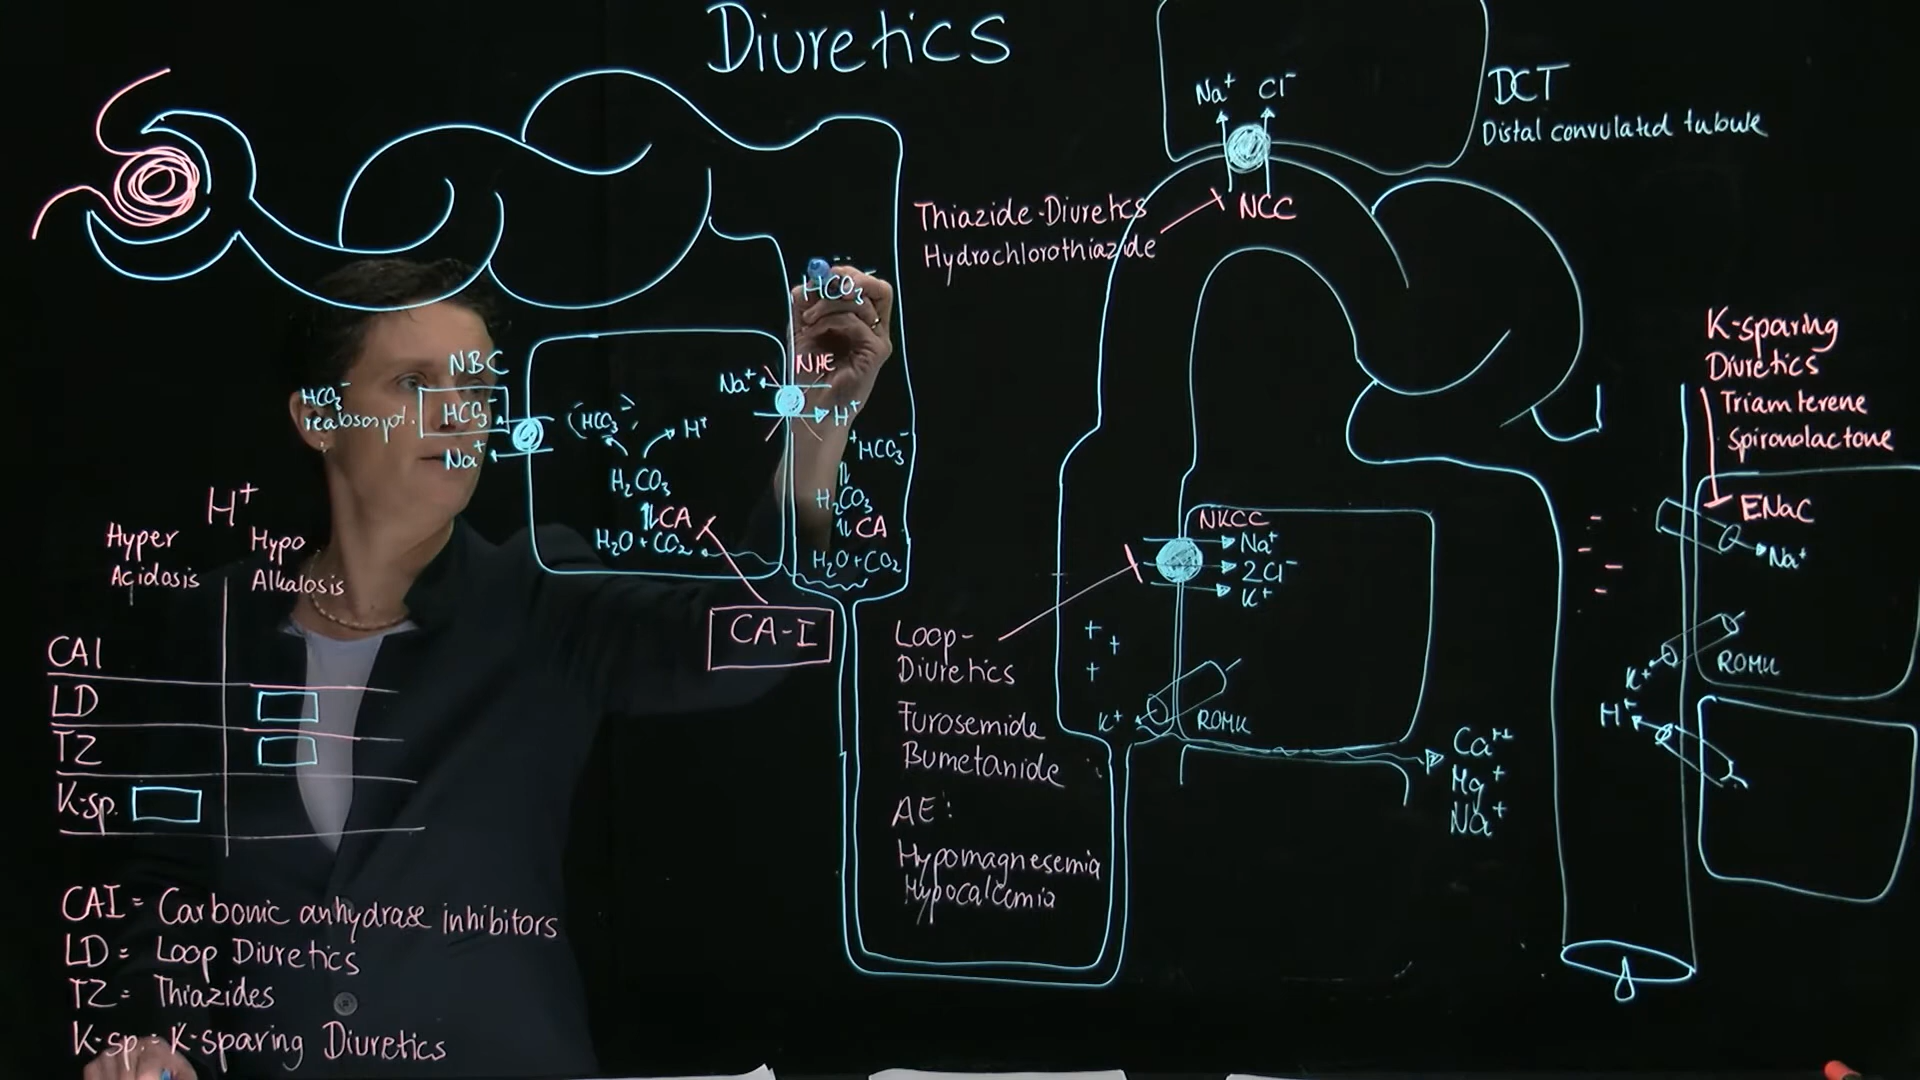 Diuretics
Na⁺ Cl⁻
DCT
Distal convulated tubule
NCC
Thiazide-Diuretics
Hydrochlorothiazide
HCO₃⁻
NHE
Na⁺
H⁺
⁺HCO₃⁻
H₂CO₃
CA
H₂O + CO₂
NBC
HCO₃⁻
reabsorpt.
HCO₃⁻
Na⁺
(HCO₃⁻)
H⁺
H₂CO₃
CA
H₂O + CO₂
CA-I
H⁺
Hyper
Acidosis
Hypo
Alkalosis
CAI
LD
TZ
K-sp.
CAI = Carbonic anhydrase inhibitors
LD = Loop Diuretics
TZ = Thiazides
K-sp. = K-sparing Diuretics
NKCC
Na⁺
2Cl⁻
K⁺
+
+
+
K⁺
ROMK
Loop-
Diuretics
Furosemide
Bumetanide
AE:
Hypomagnesemia
Hypocalcemia
Ca⁺⁺
Mg⁺
Na⁺
K-sparing
Diuretics
Triamterene
Spironolactone
ENaC
Na⁺
K⁺
ROMK
H⁺